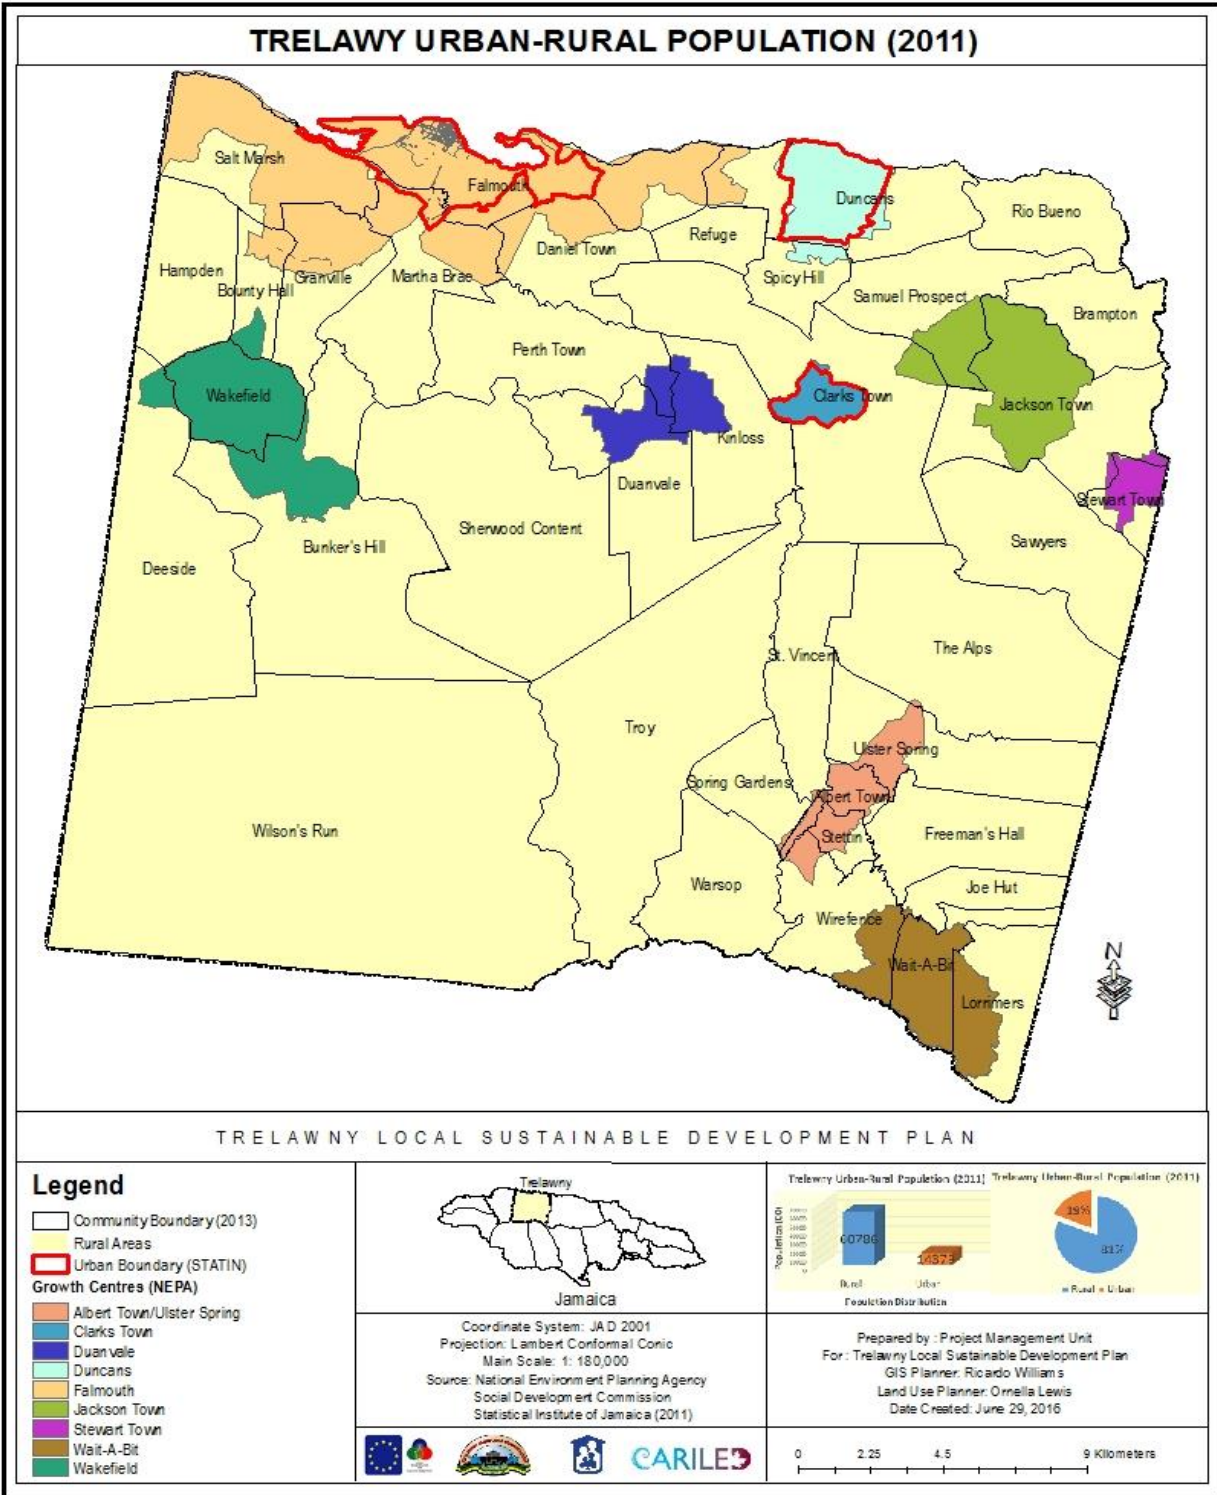 TRELAWY URBAN-RURAL POPULATION (2011)
Salt Marsh
Falmouth
Duncans
Rio Bueno
Refuge
Daniel Town
Hampden
Bounty Hall
Granville
Martha Brae
Spicy Hill
Samuel Prospect
Brampton
Perth Town
Wakefield
Clarks Town
Jackson Town
Kinloss
Duanvale
Stewart Town
Sherwood Content
Bunker's Hill
Sawyers
Deeside
St. Vincent
The Alps
Troy
Ulster Spring
Spring Gardens
Albert Town
Wilson's Run
Stettin
Freeman's Hall
Warsop
Joe Hut
Wirefence
Wait-A-Bit
Lorrimers
N
TRELAWNY LOCAL SUSTAINABLE DEVELOPMENT PLAN
Legend
Community Boundary (2013)
Rural Areas
Urban Boundary (STATIN)
Growth Centres (NEPA)
Albert Town/Ulster Spring
Clarks Town
Duanvale
Duncans
Falmouth
Jackson Town
Stewart Town
Wait-A-Bit
Wakefield
Trelawny
Jamaica
Coordinate System: JAD 2001
Projection: Lambert Conformal Conic
Main Scale: 1: 180,000
Source: National Environment Planning Agency
Social Development Commission
Statistical Institute of Jamaica (2011)
CARILED
Trelawny Urban-Rural Population (2011)
60786
Rural
Urban
Population Distribution
Trelawny Urban-Rural Population (2011)
19%
81%
Rural Urban
Prepared by : Project Management Unit
For : Trelawny Local Sustainable Development Plan
GIS Planner: Ricardo Williams
Land Use Planner: Ornella Lewis
Date Created: June 29, 2016
0 2.25 4.5 9 Kilometers